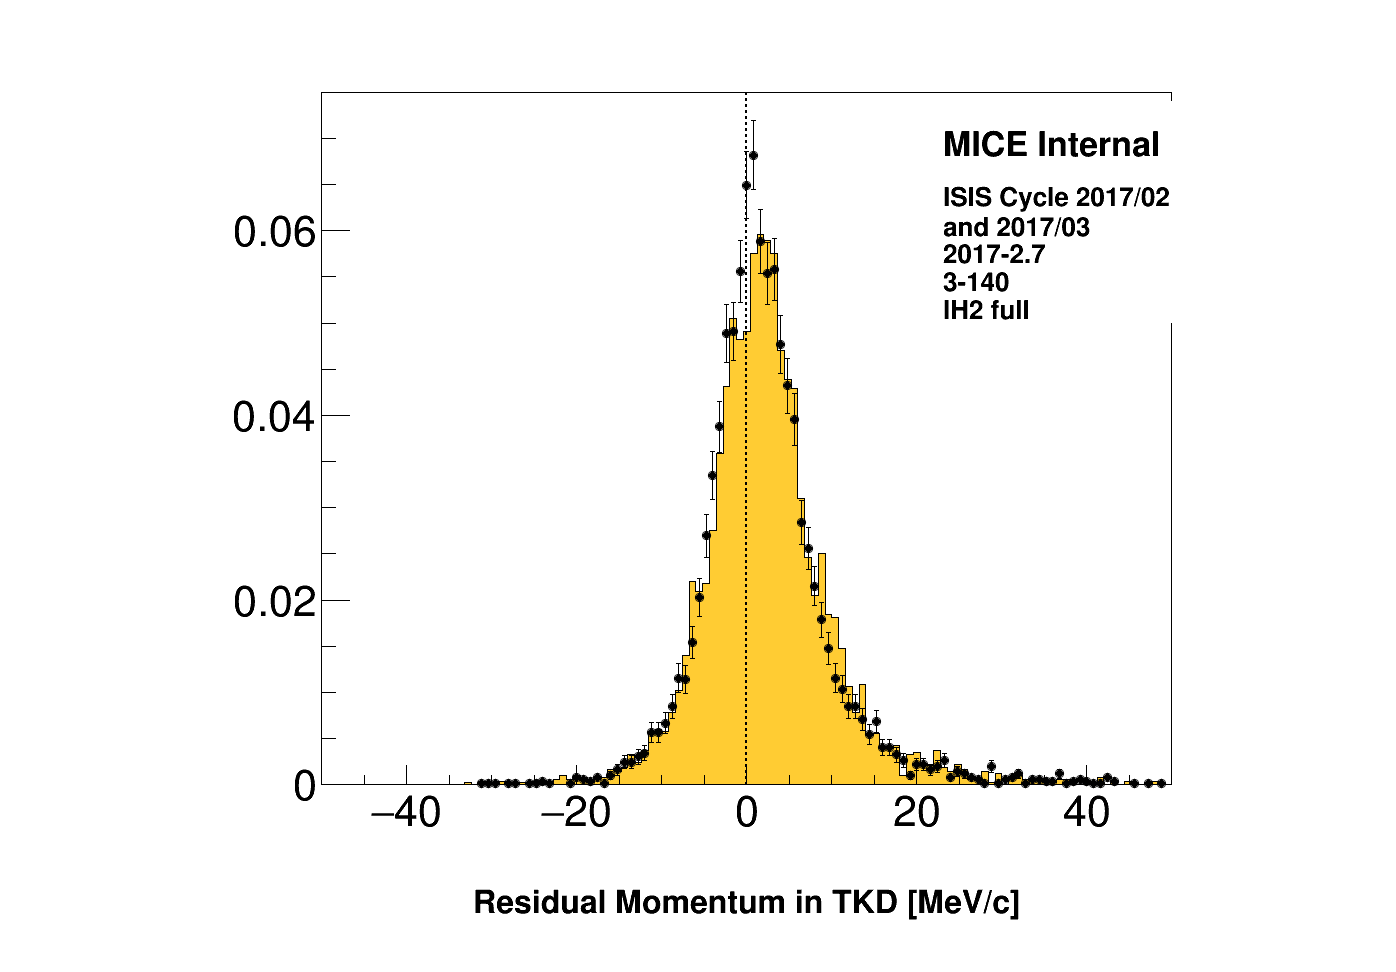 MICE Internal
ISIS Cycle 2017/02
and 2017/03
2017-2.7
3-140
lH2 full
0.06
0.04
0.02
0
−40 −20 0 20 40
Residual Momentum in TKD [MeV/c]